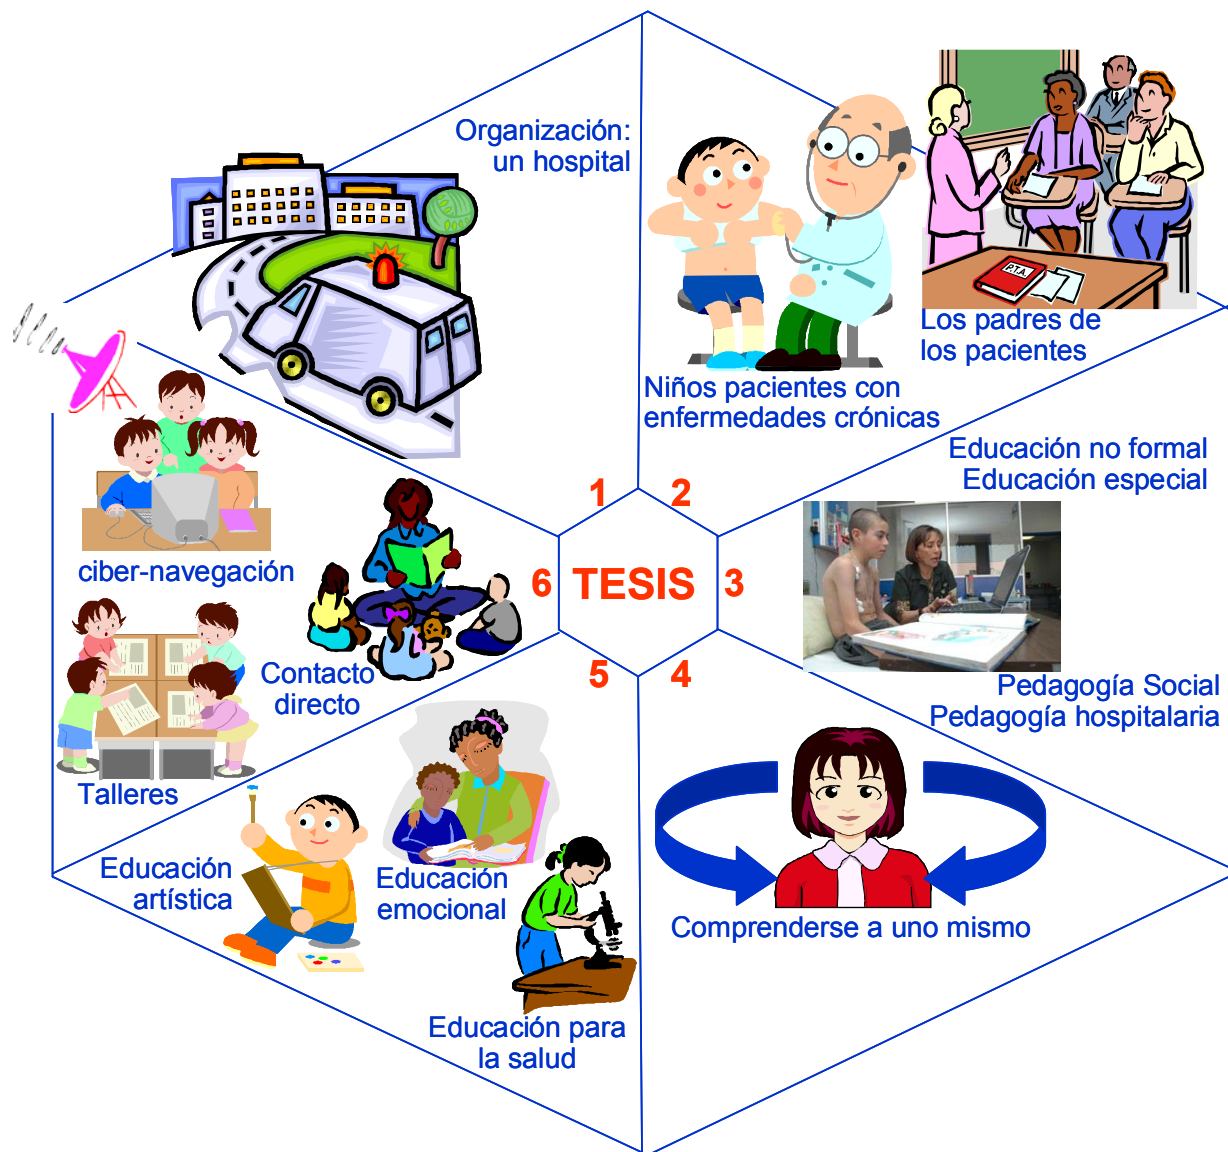 Organización:
un hospital
P.T.A.
Los padres de
los pacientes
Niños pacientes con
enfermedades crónicas
Educación no formal
Educación especial
1
2
6
TESIS
3
5
4
ciber-navegación
Contacto
directo
Talleres
Pedagogía Social
Pedagogía hospitalaria
Educación
artística
Educación
emocional
Comprenderse a uno mismo
Educación para
la salud